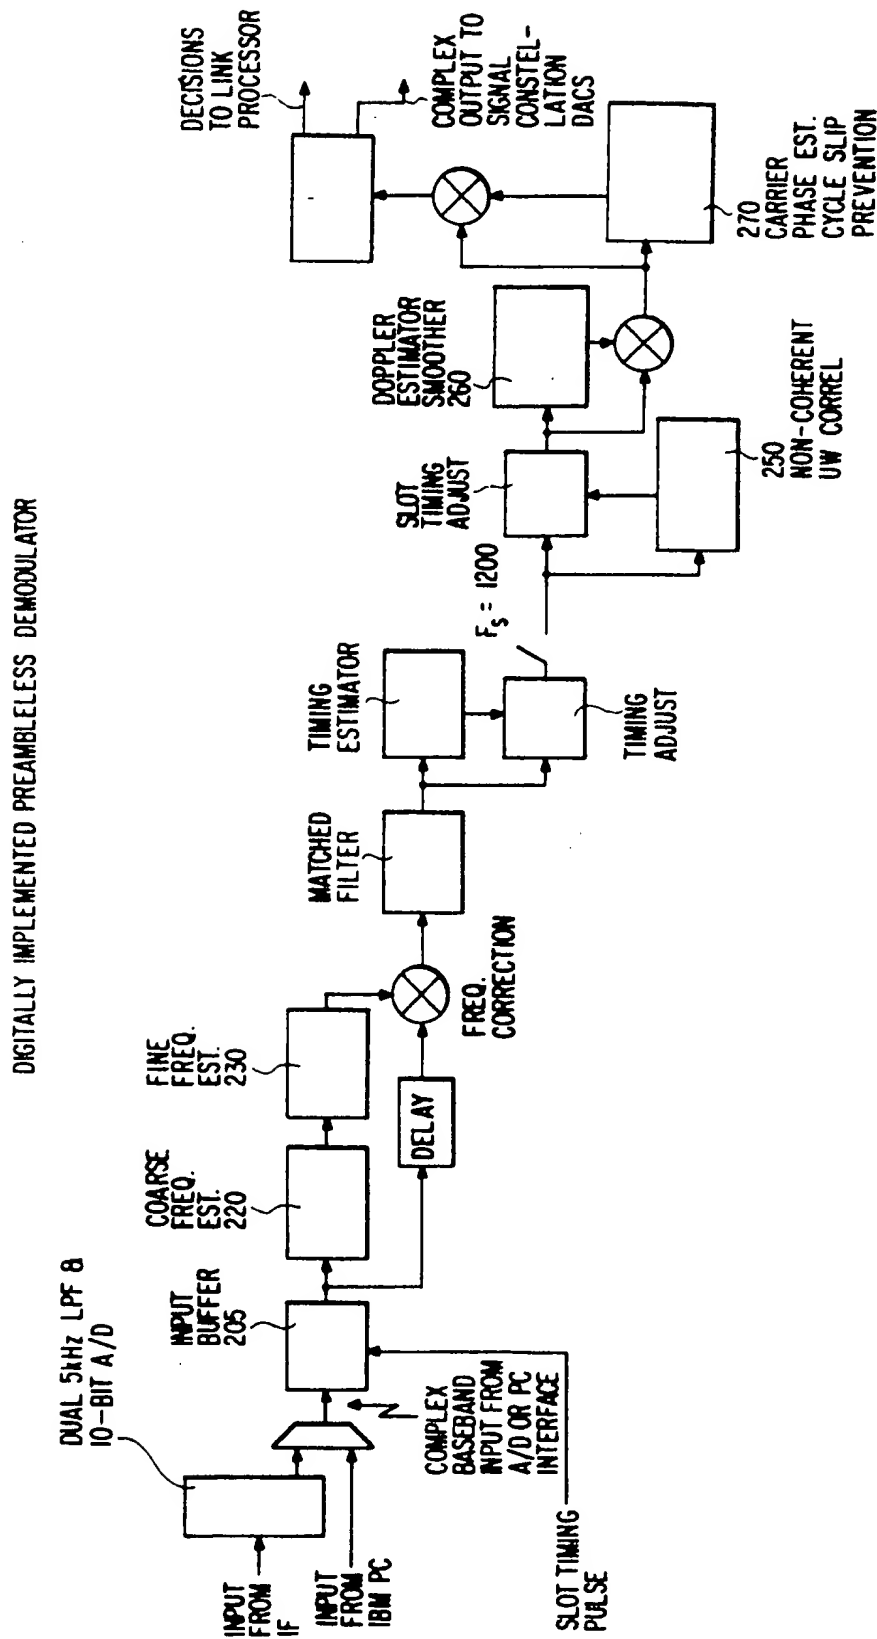 DIGITALLY IMPLEMENTED PREAMBLELESS DEMODULATOR
DUAL 5kHz LPF &
10-BIT A/D
INPUT
FROM
IF
INPUT
FROM
IBM PC
SLOT TIMING
PULSE
COMPLEX
BASEBAND
INPUT FROM
A/D OR PC
INTERFACE
INPUT
BUFFER
205
COARSE
FREQ.
EST.
220
FINE
FREQ.
EST.
230
DELAY
FREQ.
CORRECTION
MATCHED
FILTER
TIMING
ESTIMATOR
TIMING
ADJUST
Fs = 1200
SLOT
TIMING
ADJUST
250
NON-COHERENT
UW CORREL
DOPPLER
ESTIMATOR
SMOOTHER
260
270
CARRIER
PHASE EST.
CYCLE SLIP
PREVENTION
DECISIONS
TO LINK
PROCESSOR
COMPLEX
OUTPUT TO
SIGNAL
CONSTEL-
LATION
DACS